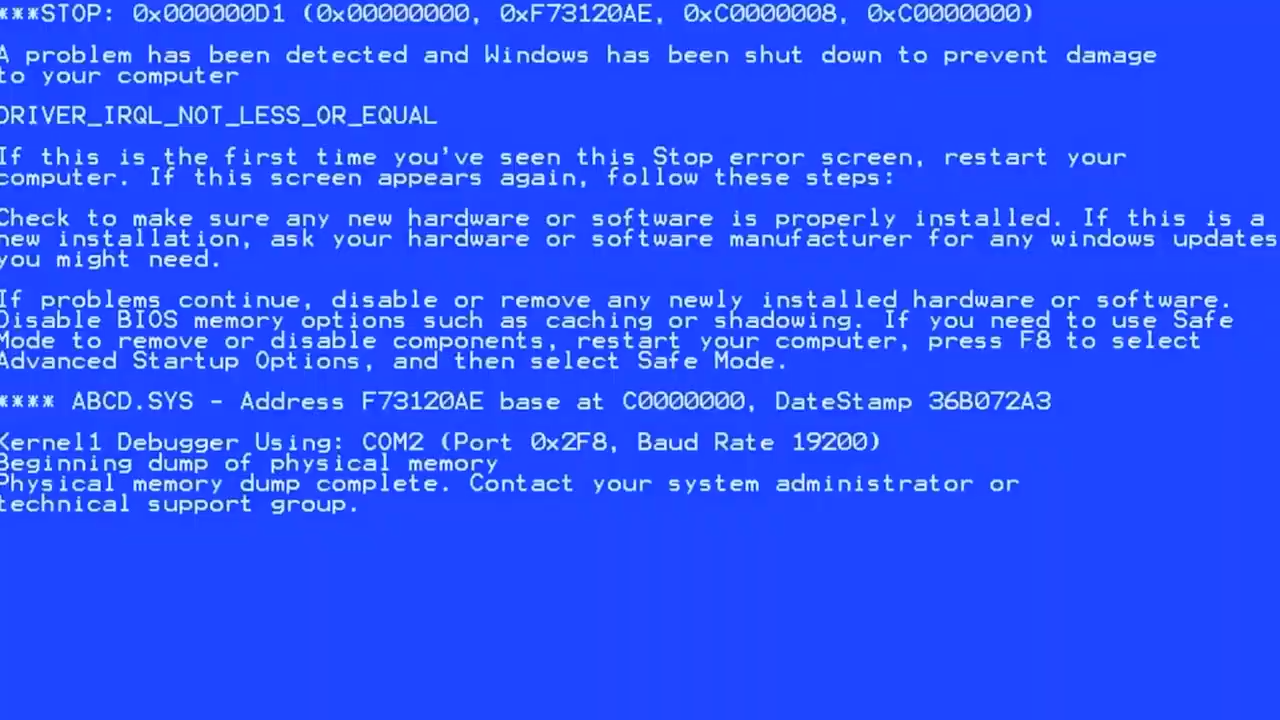 ***STOP: 0x000000D1 (0x00000000, 0xF73120AE, 0xC0000008, 0xC0000000)
A problem has been detected and Windows has been shut down to prevent damage
to your computer
DRIVER_IRQL_NOT_LESS_OR_EQUAL
If this is the first time you've seen this Stop error screen, restart your
computer. If this screen appears again, follow these steps:
Check to make sure any new hardware or software is properly installed. If this is a
new installation, ask your hardware or software manufacturer for any windows updates
you might need.
If problems continue, disable or remove any newly installed hardware or software.
Disable BIOS memory options such as caching or shadowing. If you need to use Safe
Mode to remove or disable components, restart your computer, press F8 to select
Advanced Startup Options, and then select Safe Mode.
**** ABCD.SYS - Address F73120AE base at C0000000, DateStamp 36B072A3
Kernel1 Debugger Using: COM2 (Port 0x2F8, Baud Rate 19200)
Beginning dump of physical memory
Physical memory dump complete. Contact your system administrator or
technical support group.